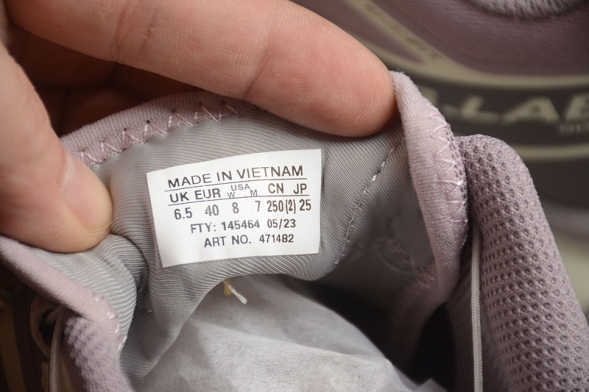 MADE IN VIETNAM
UK EUR USA W M CN JP
6.5 40 8 7 250(2) 25
FTY: 145464 05/23
ART NO. 471482
-LAB